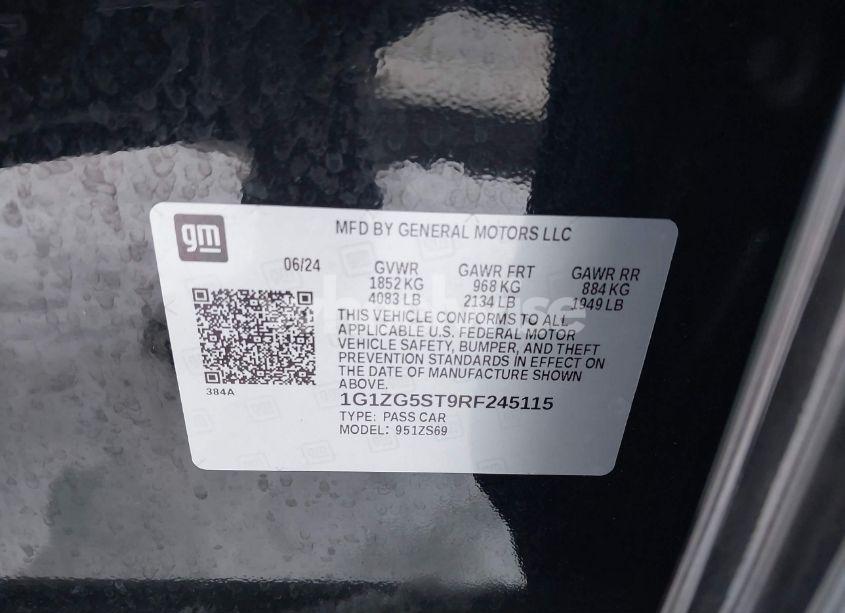 gm
MFD BY GENERAL MOTORS LLC
06/24
GVWR GAWR FRT GAWR RR
1852 KG 968 KG 884 KG
4083 LB 2134 LB 1949 LB
THIS VEHICLE CONFORMS TO ALL
APPLICABLE U.S. FEDERAL MOTOR
VEHICLE SAFETY, BUMPER, AND THEFT
PREVENTION STANDARDS IN EFFECT ON
THE DATE OF MANUFACTURE SHOWN
ABOVE.
384A
1G1ZG5ST9RF245115
TYPE: PASS CAR
MODEL: 951ZS69